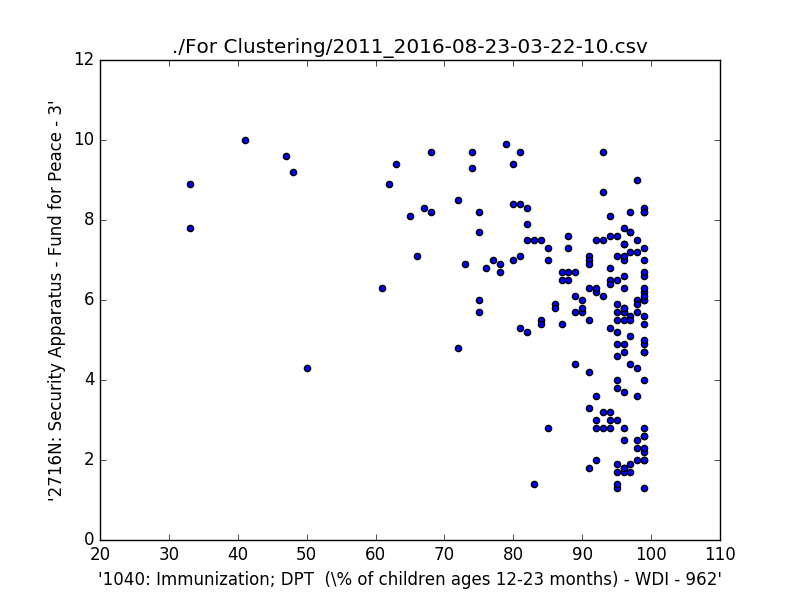 ./For Clustering/2011_2016-08-23-03-22-10.csv
'2716N: Security Apparatus - Fund for Peace - 3'
12
10
8
6
4
2
0
20 30 40 50 60 70 80 90 100 110
'1040: Immunization; DPT  (\% of children ages 12-23 months) - WDI - 962'